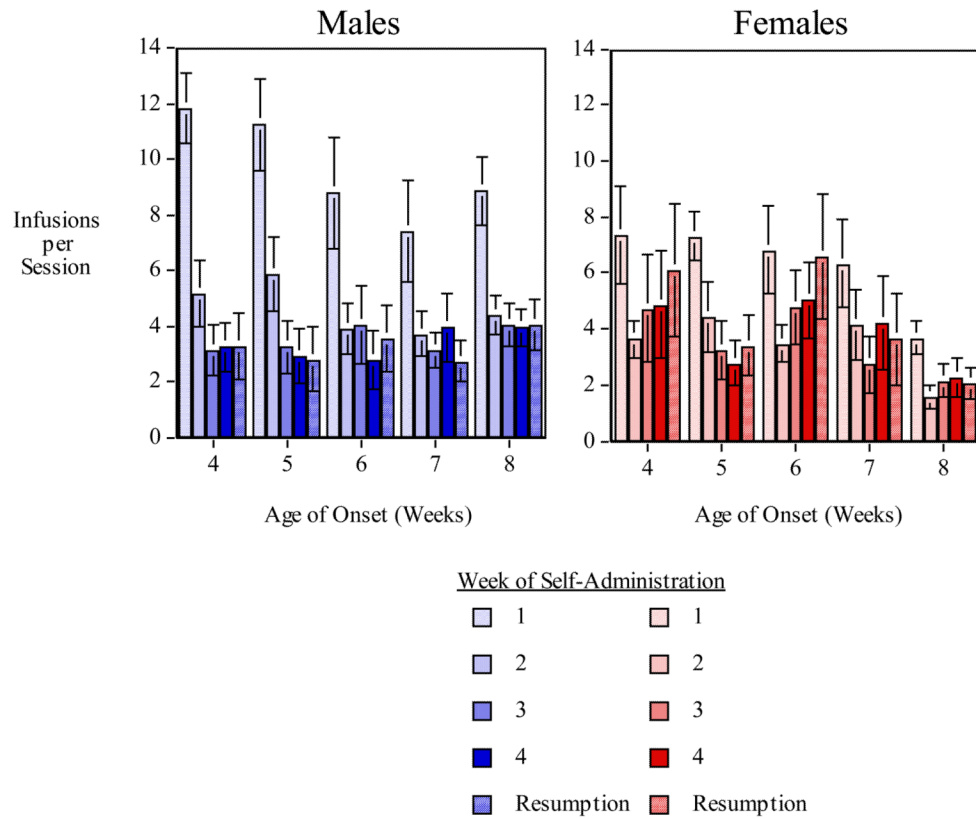 Males
Females
14
12
10
8
6
4
2
0
Infusions
per
Session
4 5 6 7 8
Age of Onset (Weeks)
14
12
10
8
6
4
2
0
4 5 6 7 8
Age of Onset (Weeks)
Week of Self-Administration
1 1
2 2
3 3
4 4
Resumption Resumption